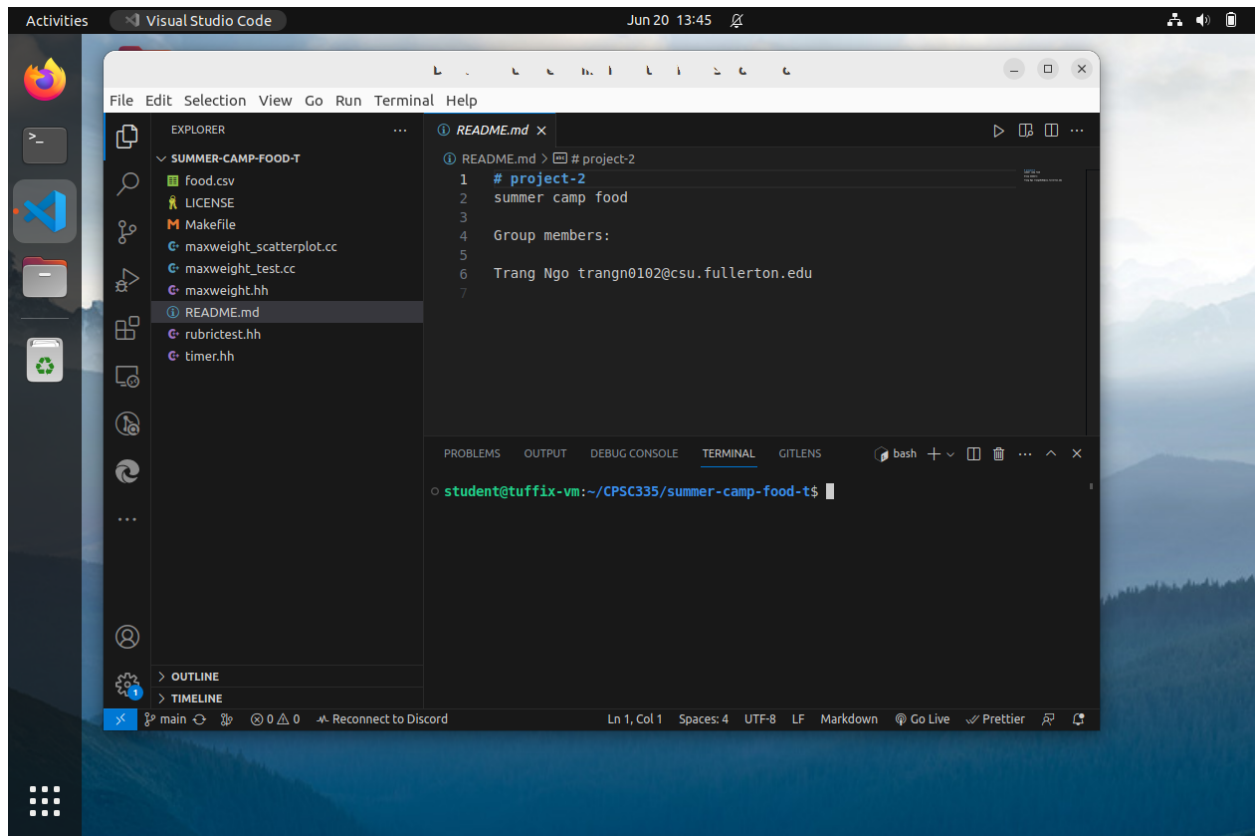 Activities
Visual Studio Code
Jun 20 13:45
File Edit Selection View Go Run Terminal Help
EXPLORER
SUMMER-CAMP-FOOD-T
food.csv
LICENSE
Makefile
maxweight_scatterplot.cc
maxweight_test.cc
maxweight.hh
README.md
rubrictest.hh
timer.hh
OUTLINE
TIMELINE
README.md
README.md > # project-2
1 # project-2
2 summer camp food
3
4 Group members:
5
6 Trang Ngo trangn0102@csu.fullerton.edu
7
PROBLEMS OUTPUT DEBUG CONSOLE TERMINAL GITLENS
bash
student@tuffix-vm:~/CPSC335/summer-camp-food-t$
1
main 0 0 Reconnect to Discord Ln 1, Col 1 Spaces: 4 UTF-8 LF Markdown Go Live Prettier